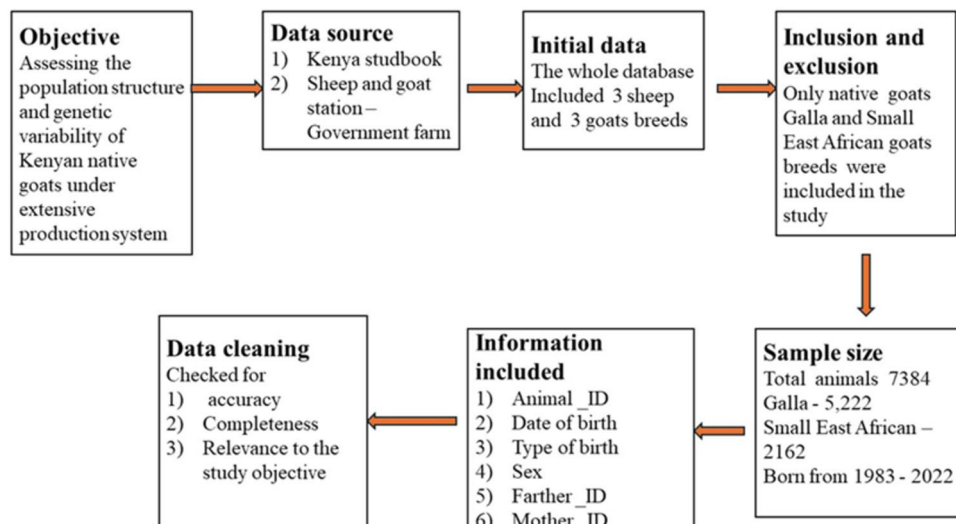 Objective
Assessing the
population structure
and genetic
variability of
Kenyan native
goats under
extensive
production system
Data source
1) Kenya studbook
2) Sheep and goat
station –
Government farm
Initial data
The whole database
Included 3 sheep
and 3 goats breeds
Inclusion and
exclusion
Only native goats
Galla and Small
East African goats
breeds were
included in the
study
Sample size
Total animals 7384
Galla - 5,222
Small East African –
2162
Born from 1983 - 2022
Information
included
1) Animal _ID
2) Date of birth
3) Type of birth
4) Sex
5) Farther _ID
6) Mother _ID
Data cleaning
Checked for
1) accuracy
2) Completeness
3) Relevance to the
study objective